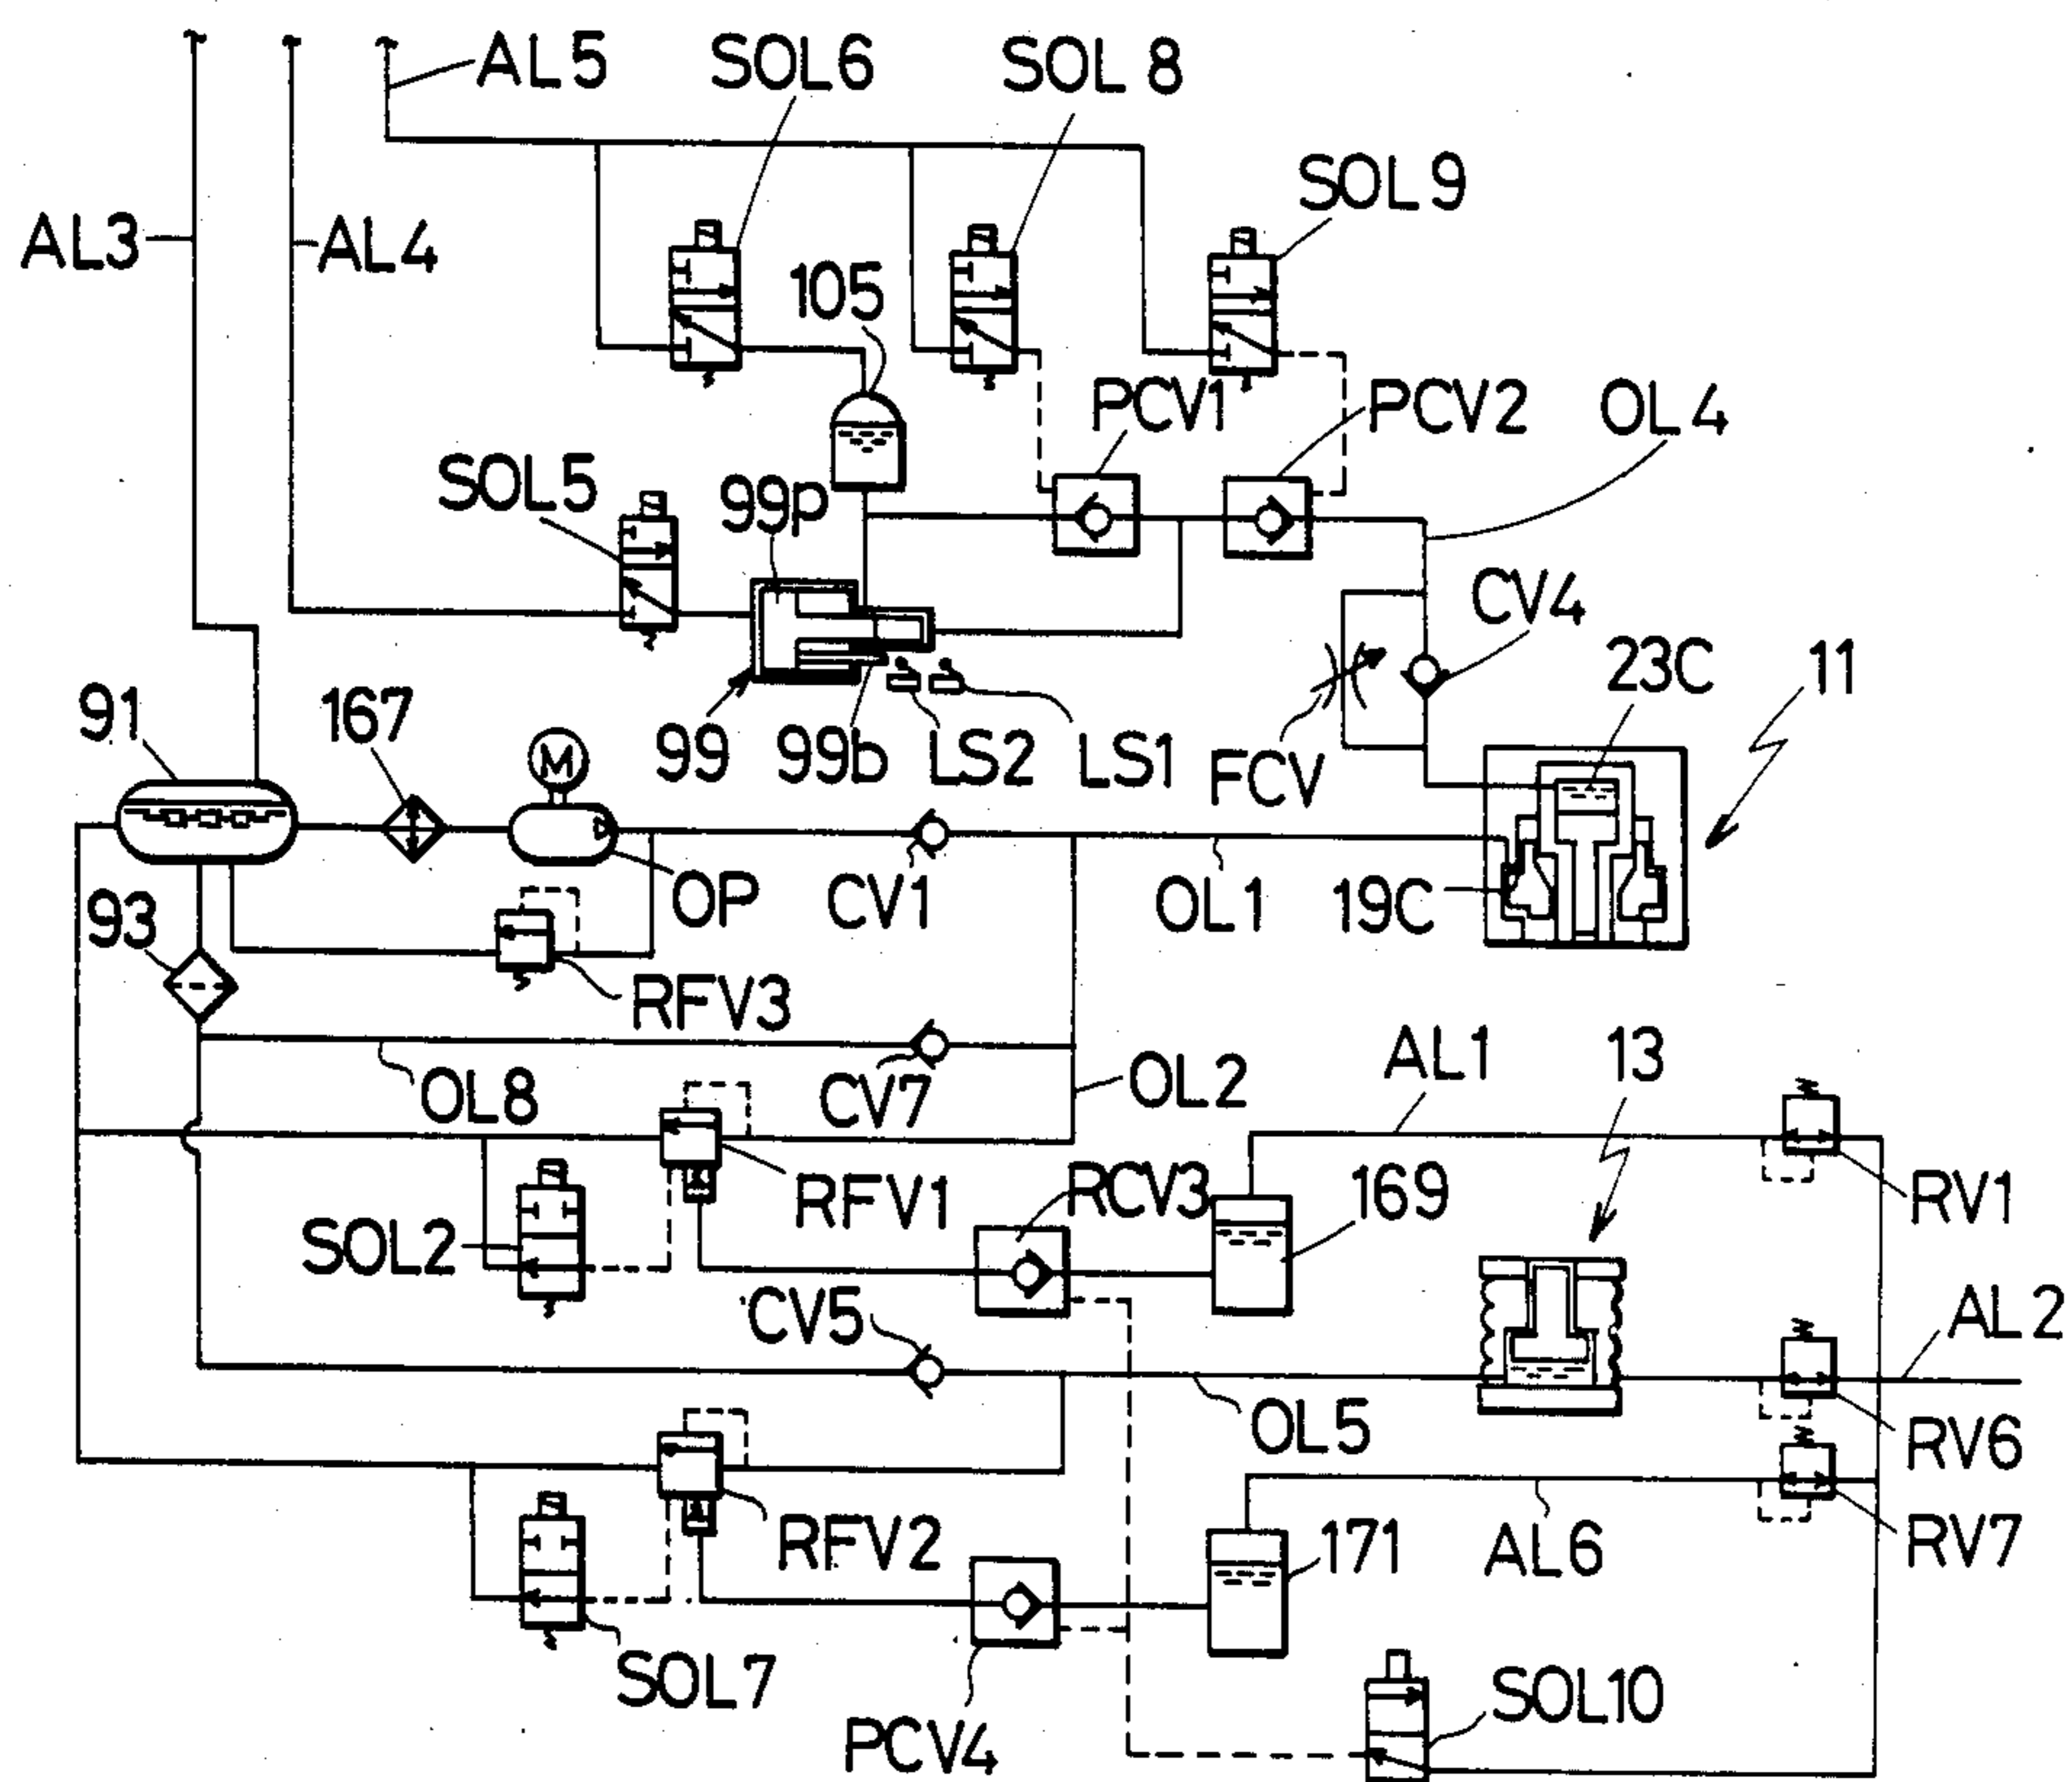 AL5 SOL6 SOL8
SOL9
AL3 AL4
105
PCV1 PCV2 OL4
SOL5 99P
CV4
23C 11
91 167
M
99 99b LS2 LS1 FCV
OP CV1 OL1 19C
93
RFV3
AL1 13
OL8 CV7 OL2
RFV1 RCV3 169 RV1
SOL2
CV5 AL2
OL5 RV6
RFV2 171 AL6 RV7
SOL7 SOL10
PCV4